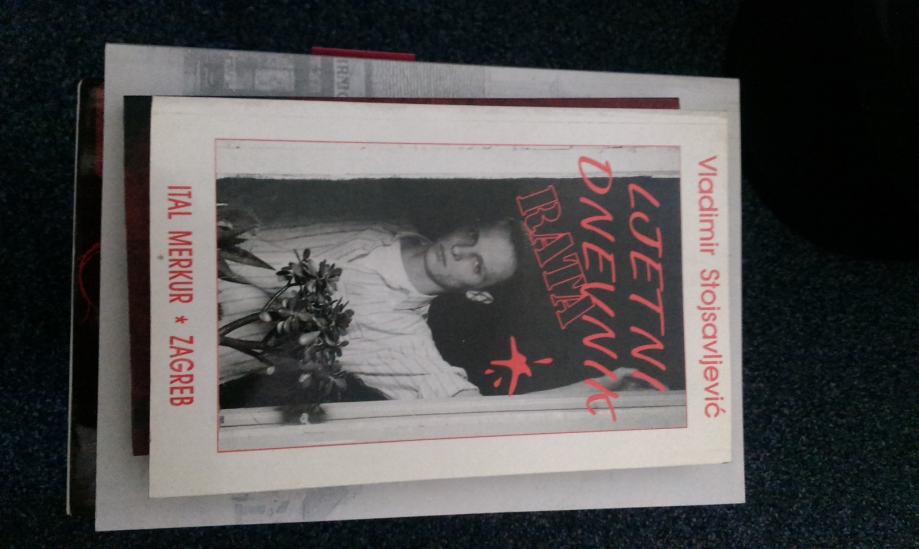 Vladimir Stojsavljević
LJETNI
DNEVNIK
RATA
ITAL MERKUR * ZAGREB